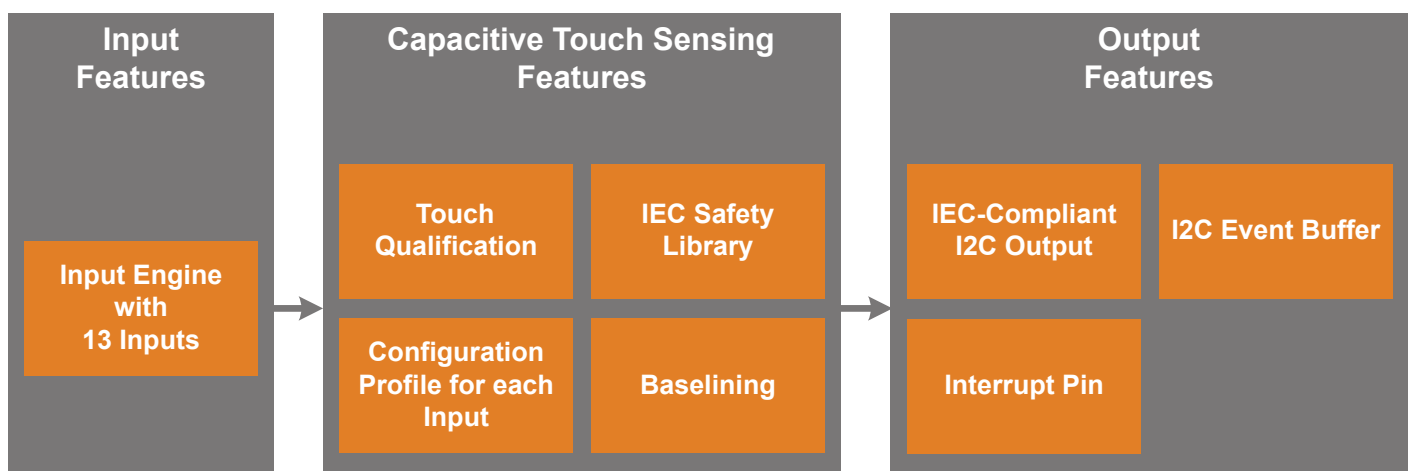 Input
Features
Input Engine
with
13 Inputs
Capacitive Touch Sensing
Features
Touch
Qualification
IEC Safety
Library
Configuration
Profile for each
Input
Baselining
Output
Features
IEC-Compliant
I2C Output
I2C Event Buffer
Interrupt Pin